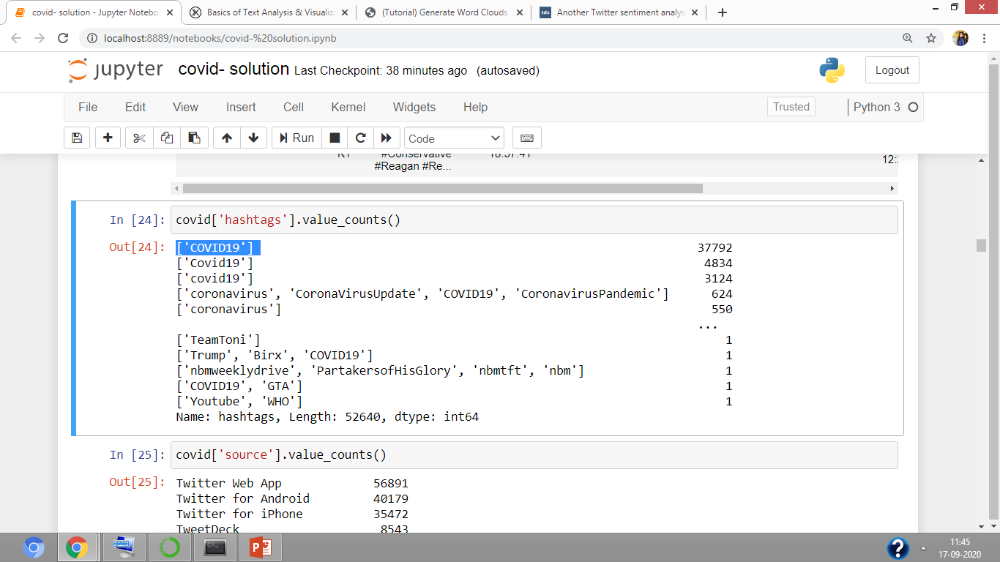 covid- solution - Jupyter Notebo
Basics of Text Analysis & Visualiza
(Tutorial) Generate Word Clouds
tds
Another Twitter sentiment analys
localhost:8889/notebooks/covid-%20solution.ipynb
jupyter covid- solution Last Checkpoint: 38 minutes ago (autosaved)
Logout
File Edit View Insert Cell Kernel Widgets Help
Trusted
Python 3
Run
Code
RT #Conservative 18:57:41
#Reagan #Re... 12:2
In [24]: covid['hashtags'].value_counts()
Out[24]: ['COVID19'] 37792
['Covid19'] 4834
['covid19'] 3124
['coronavirus', 'CoronaVirusUpdate', 'COVID19', 'CoronavirusPandemic'] 624
['coronavirus'] 550
...
['TeamToni'] 1
['Trump', 'Birx', 'COVID19'] 1
['nbmweeklydrive', 'PartakersofHisGlory', 'nbmtft', 'nbm'] 1
['COVID19', 'GTA'] 1
['Youtube', 'WHO'] 1
Name: hashtags, Length: 52640, dtype: int64
In [25]: covid['source'].value_counts()
Out[25]: Twitter Web App 56891
Twitter for Android 40179
Twitter for iPhone 35472
TweetDeck 8543
11:45
17-09-2020